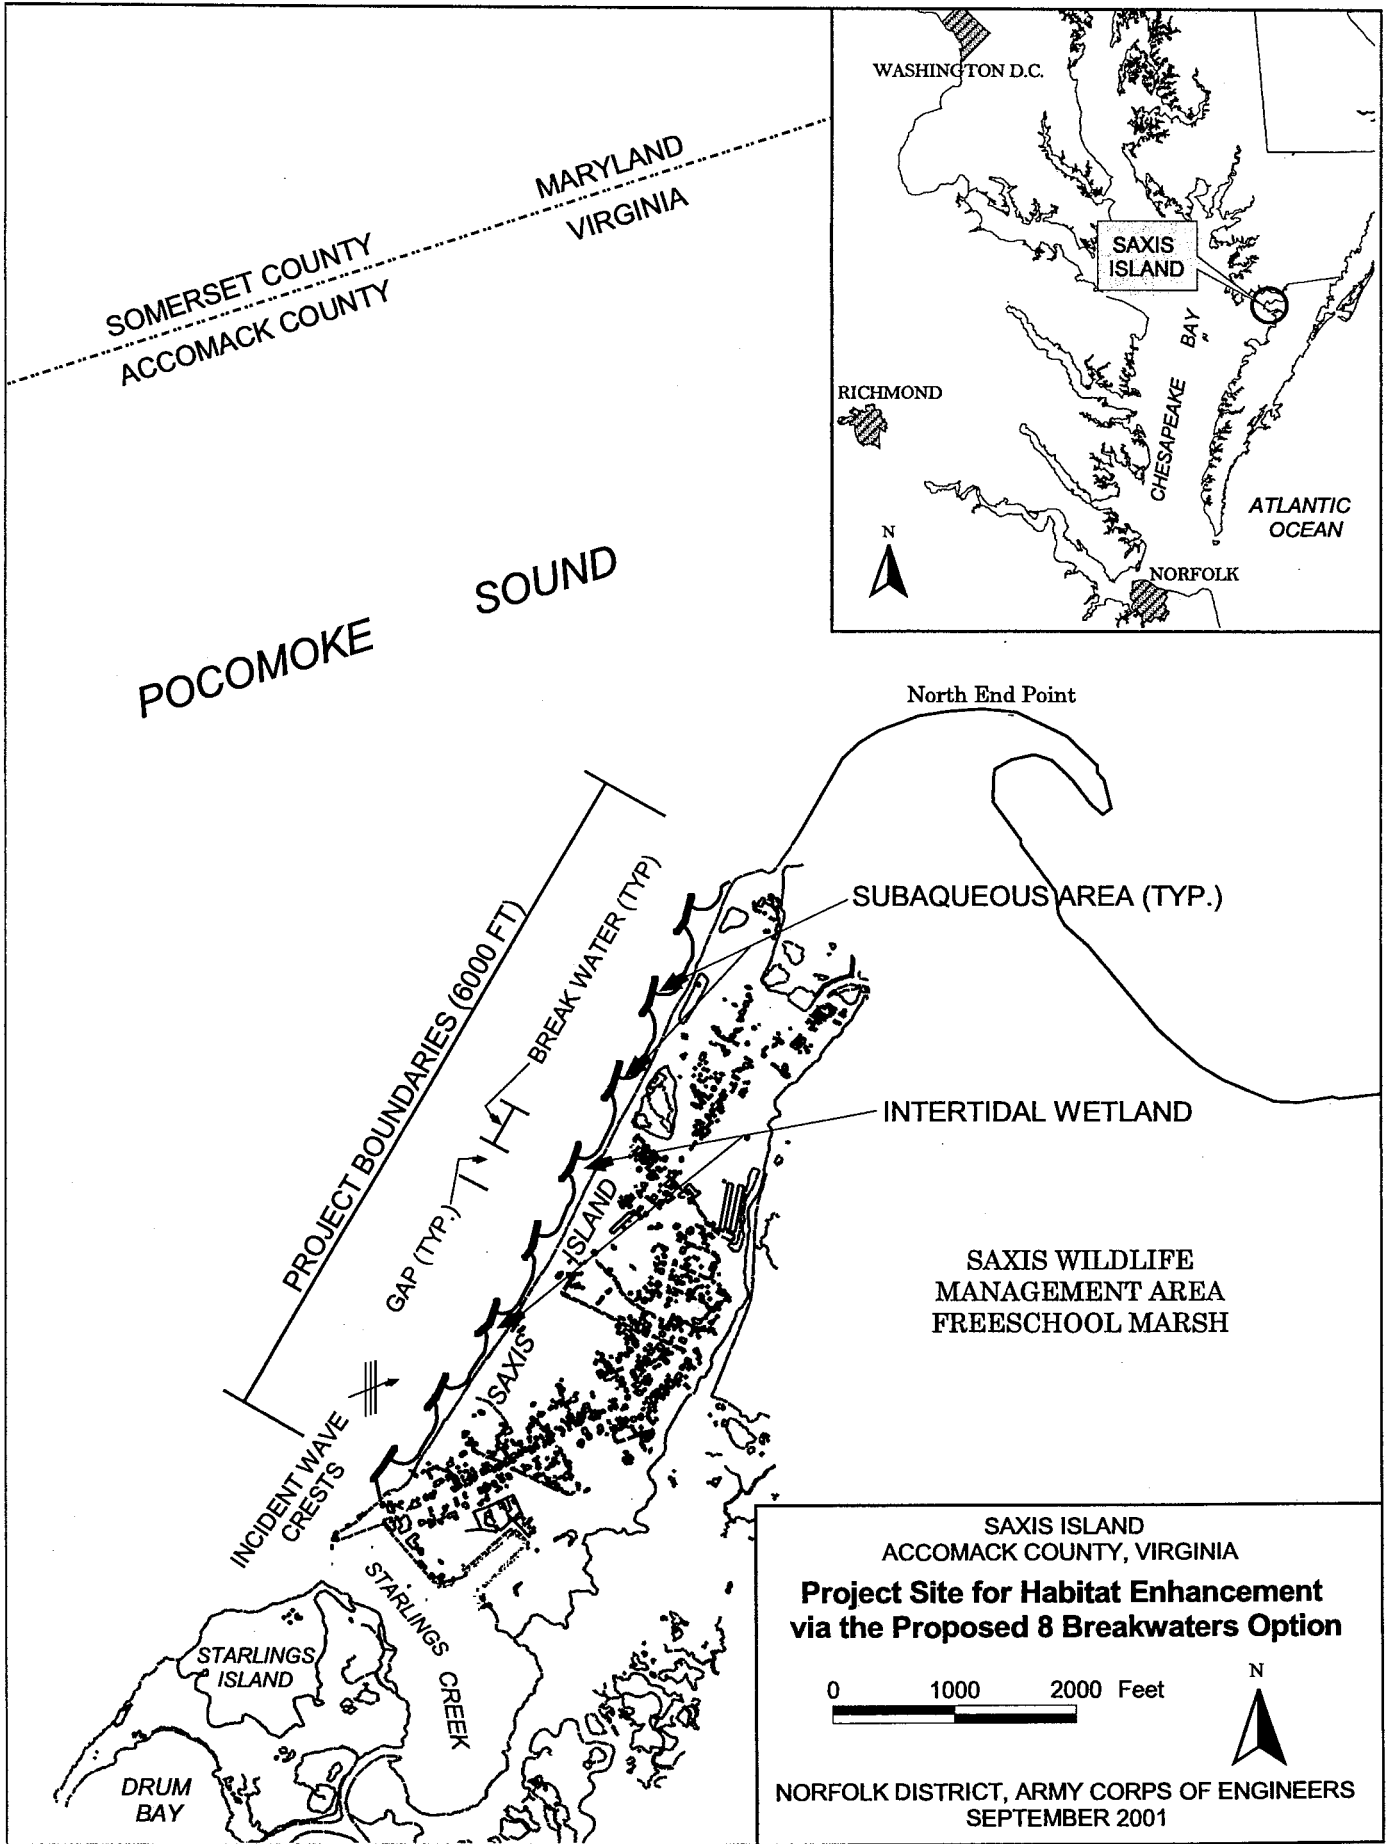 WASHINGTON D.C.
MARYLAND
VIRGINIA
SOMERSET COUNTY
ACCOMACK COUNTY
SAXIS
ISLAND
CHESAPEAKE BAY
RICHMOND
ATLANTIC
OCEAN
N
NORFOLK
POCOMOKE SOUND
North End Point
PROJECT BOUNDARIES (6000 FT)
BREAK WATER (TYP)
GAP (TYP.)
SUBAQUEOUS AREA (TYP.)
INTERTIDAL WETLAND
SAXIS ISLAND
SAXIS WILDLIFE
MANAGEMENT AREA
FREESCHOOL MARSH
INCIDENT WAVE
CRESTS
STARLINGS CREEK
STARLINGS
ISLAND
DRUM
BAY
SAXIS ISLAND
ACCOMACK COUNTY, VIRGINIA
Project Site for Habitat Enhancement
via the Proposed 8 Breakwaters Option
0 1000 2000 Feet
N
NORFOLK DISTRICT, ARMY CORPS OF ENGINEERS
SEPTEMBER 2001